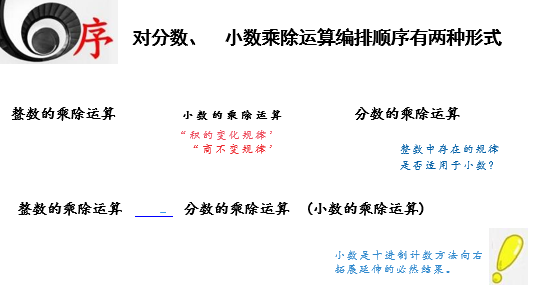 序
对分数、 小数乘除运算编排顺序有两种形式
整数的乘除运算 小数的乘除运算 分数的乘除运算
“积的变化规律’
“商不变规律’
整数中存在的规律
是否适用于小数?
整数的乘除运算 分数的乘除运算 (小数的乘除运算)
小数是十进制计数方法向右
拓展延伸的必然结果。